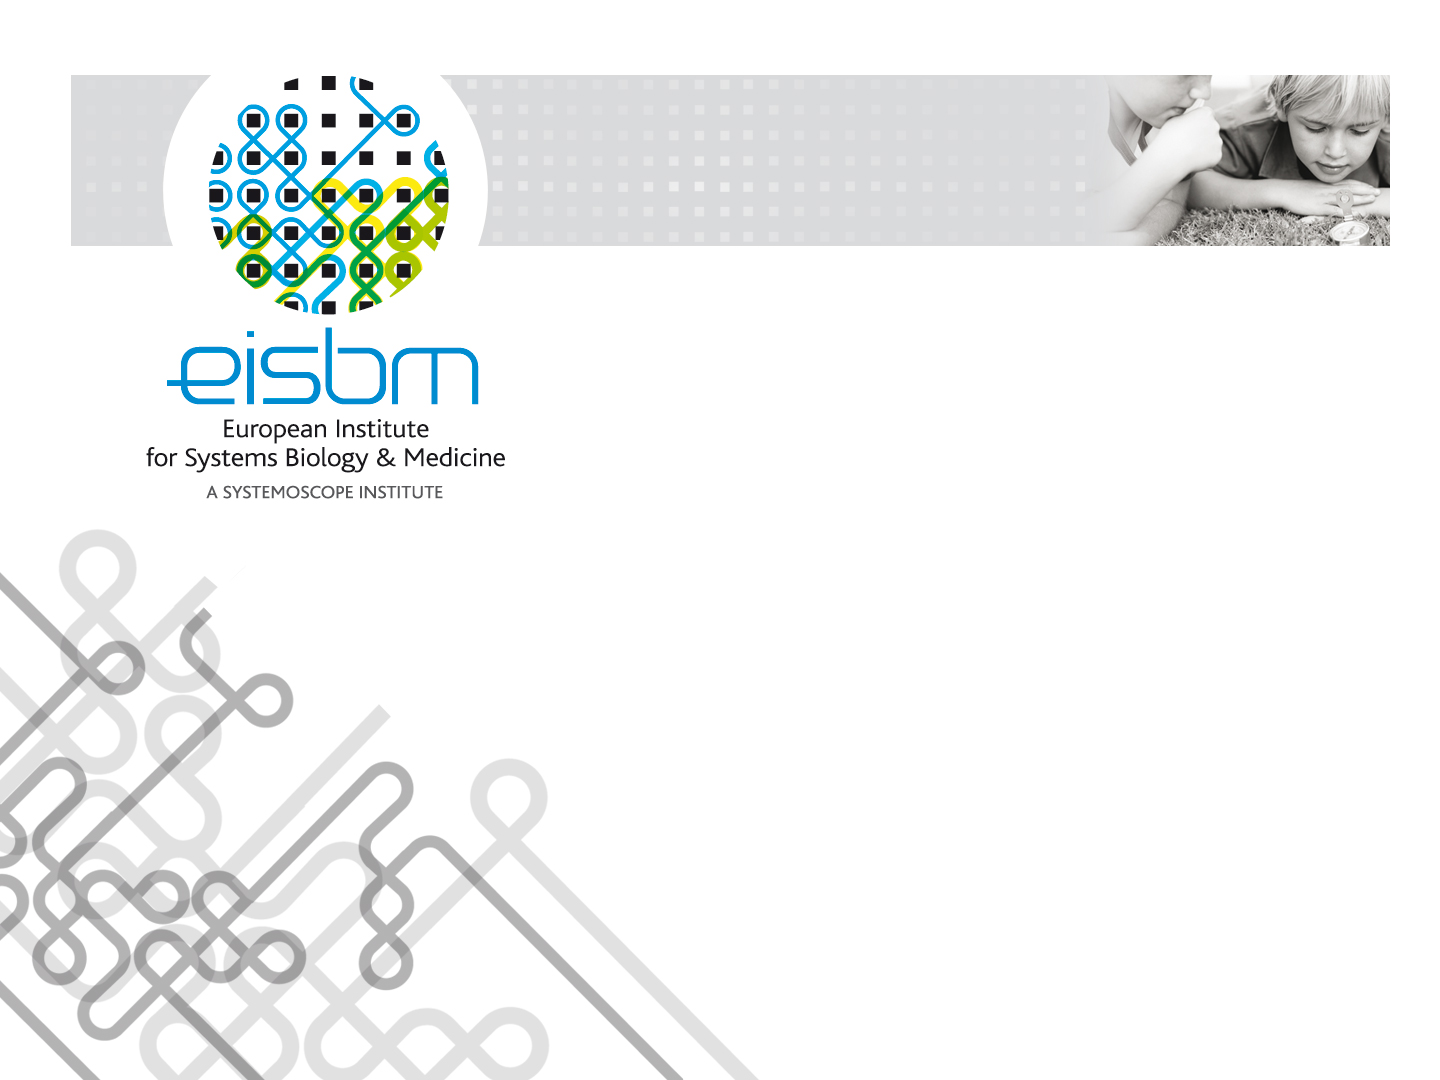 eisbm
European Institute
for Systems Biology & Medicine
A SYSTEMOSCOPE INSTITUTE